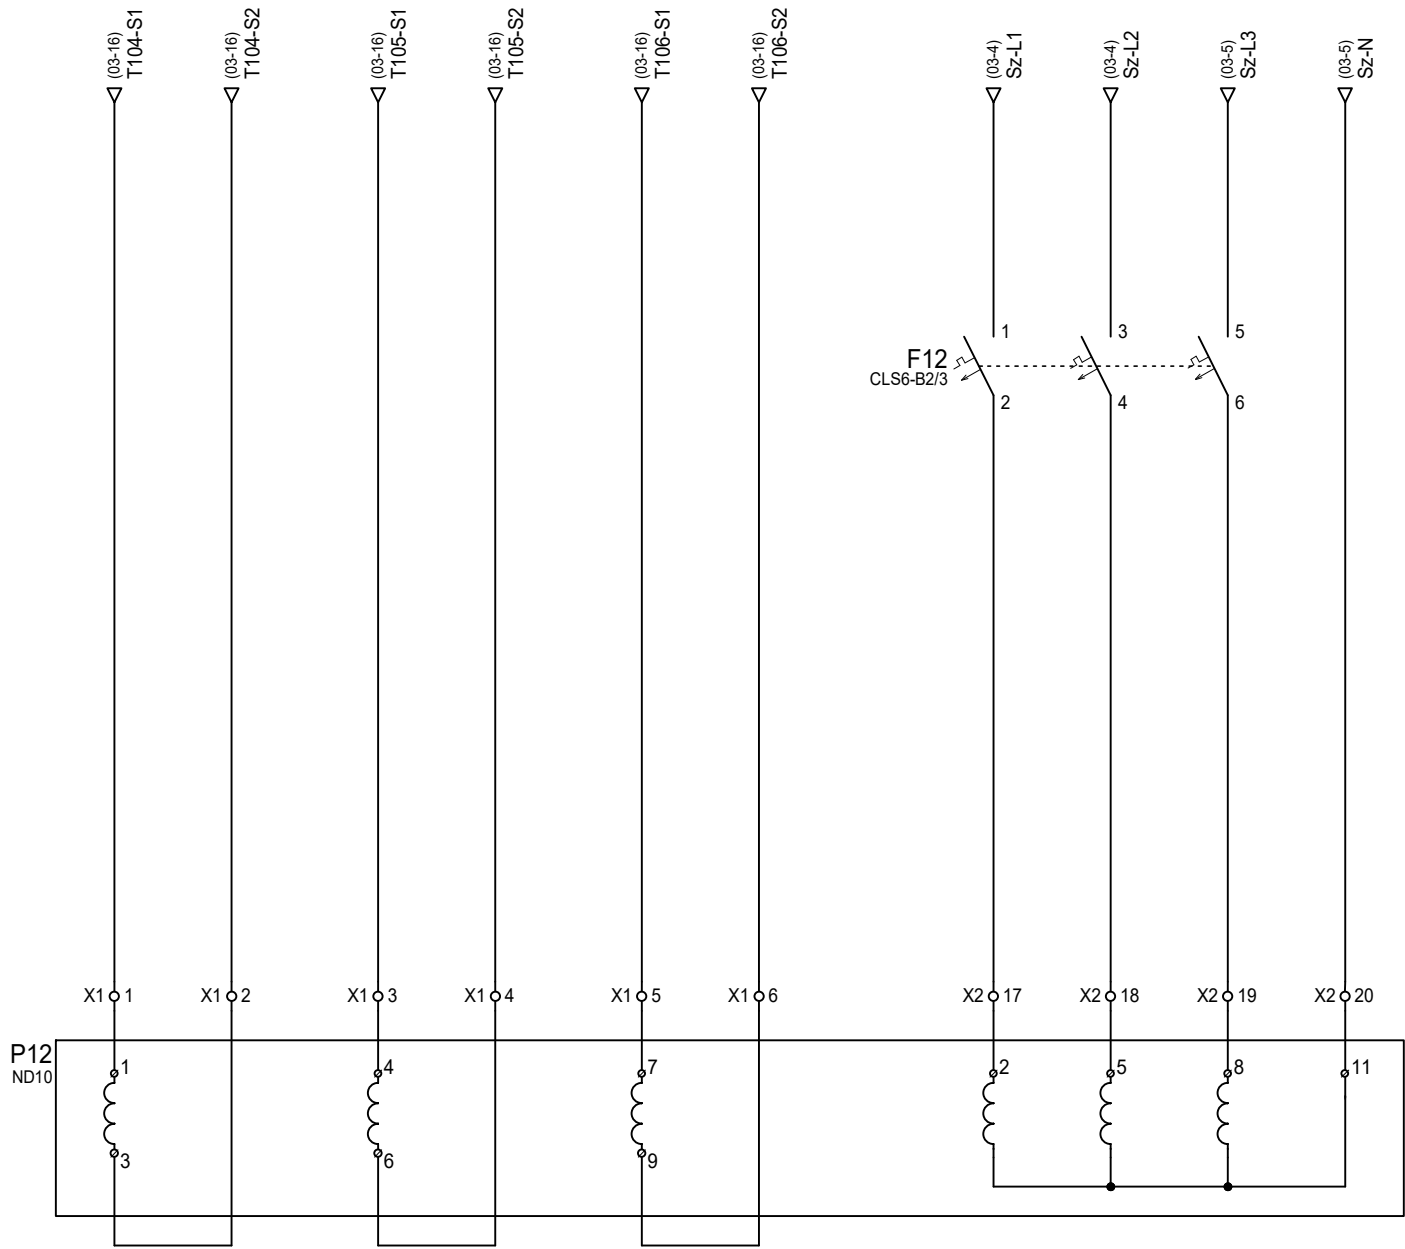 (03-16)
T104-S1
(03-16)
T104-S2
(03-16)
T105-S1
(03-16)
T105-S2
(03-16)
T106-S1
(03-16)
T106-S2
(03-4)
Sz-L1
(03-4)
Sz-L2
(03-5)
Sz-L3
(03-5)
Sz-N
1 3 5
F12
CLS6-B2/3
2 4 6
X1 1 X1 2 X1 3 X1 4 X1 5 X1 6 X2 17 X2 18 X2 19 X2 20
P12
ND10
1 4 7 2 5 8 11
3 6 9